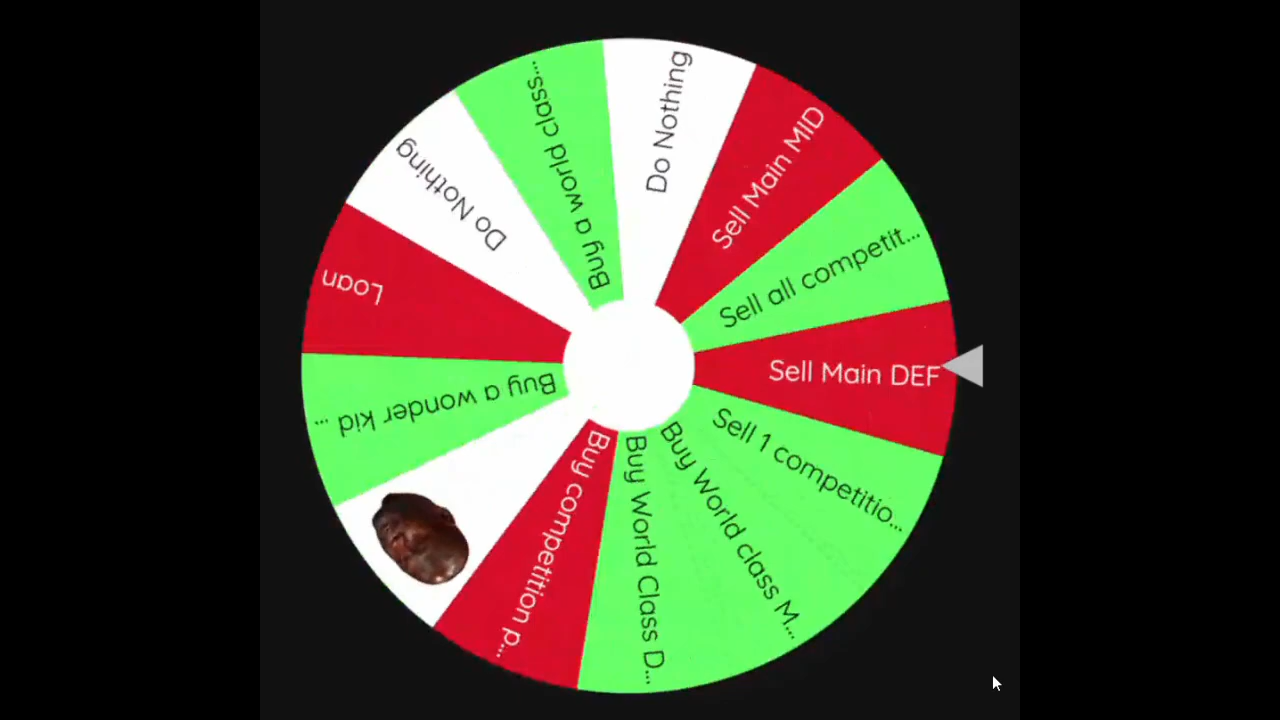 Do Nothing
Sell Main MID
Sell all competit...
Sell Main DEF
Sell 1 competitio...
Buy World class M...
Buy World Class D...
Buy competition p...
Buy a wonder kid ...
Loan
Do Nothing
Buy a world class...